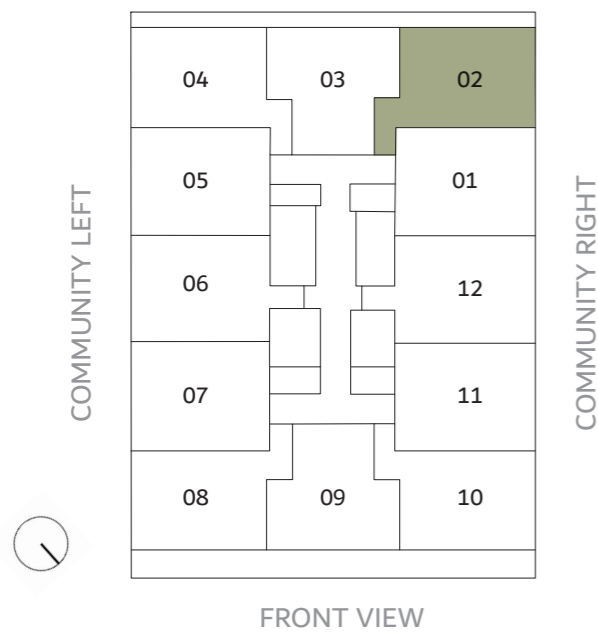 04 03 02
05 01
COMMUNITY LEFT
COMMUNITY RIGHT
06 12
07 11
08 09 10
FRONT VIEW